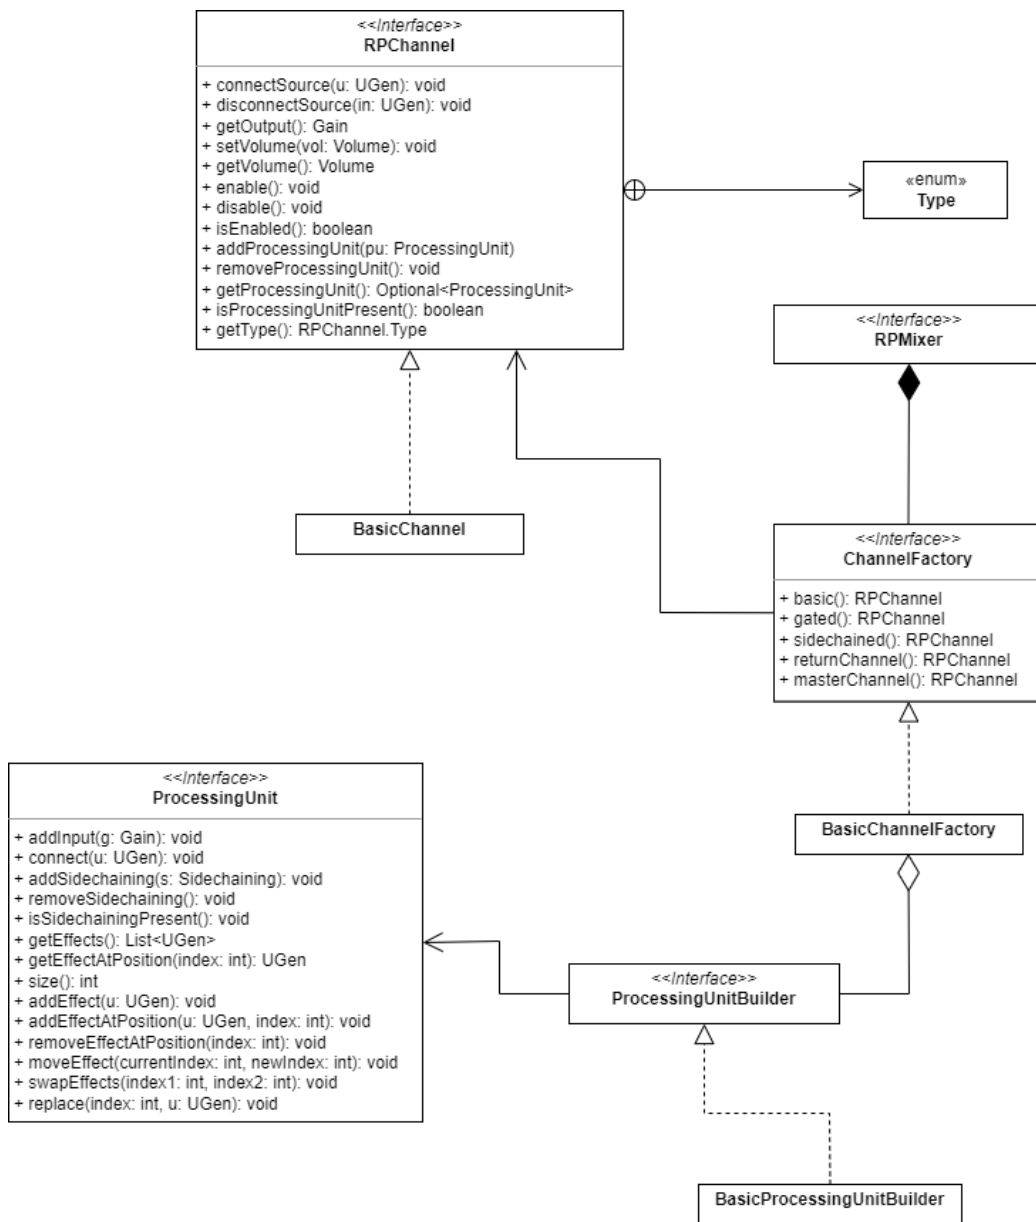 <<Interface>>
RPChannel
+ connectSource(u: UGen): void
+ disconnectSource(in: UGen): void
+ getOutput(): Gain
+ setVolume(vol: Volume): void
+ getVolume(): Volume
+ enable(): void
+ disable(): void
+ isEnabled(): boolean
+ addProcessingUnit(pu: ProcessingUnit)
+ removeProcessingUnit(): void
+ getProcessingUnit(): Optional<ProcessingUnit>
+ isProcessingUnitPresent(): boolean
+ getType(): RPChannel.Type
«enum»
Type
<<Interface>>
RPMixer
BasicChannel
<<Interface>>
ChannelFactory
+ basic(): RPChannel
+ gated(): RPChannel
+ sidechained(): RPChannel
+ returnChannel(): RPChannel
+ masterChannel(): RPChannel
<<Interface>>
ProcessingUnit
+ addInput(g: Gain): void
+ connect(u: UGen): void
+ addSidechaining(s: Sidechaining): void
+ removeSidechaining(): void
+ isSidechainingPresent(): void
+ getEffects(): List<UGen>
+ getEffectAtPosition(index: int): UGen
+ size(): int
+ addEffect(u: UGen): void
+ addEffectAtPosition(u: UGen, index: int): void
+ removeEffectAtPosition(index: int): void
+ moveEffect(currentIndex: int, newIndex: int): void
+ swapEffects(index1: int, index2: int): void
+ replace(index: int, u: UGen): void
BasicChannelFactory
<<Interface>>
ProcessingUnitBuilder
BasicProcessingUnitBuilder